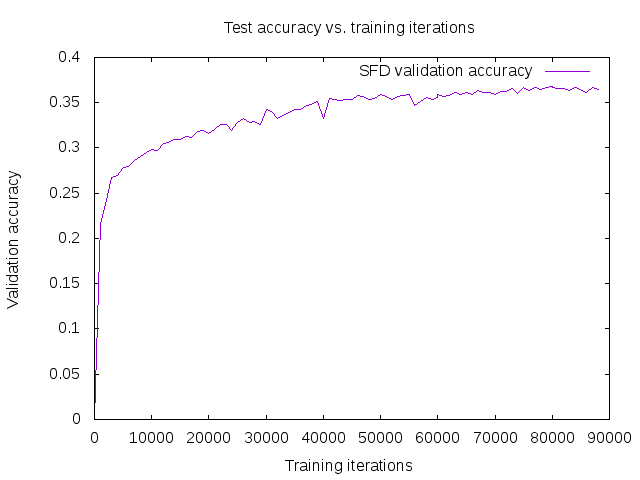 Test accuracy vs. training iterations
SFD validation accuracy
Validation accuracy
0.4
0.35
0.3
0.25
0.2
0.15
0.1
0.05
0
0 10000 20000 30000 40000 50000 60000 70000 80000 90000
Training iterations